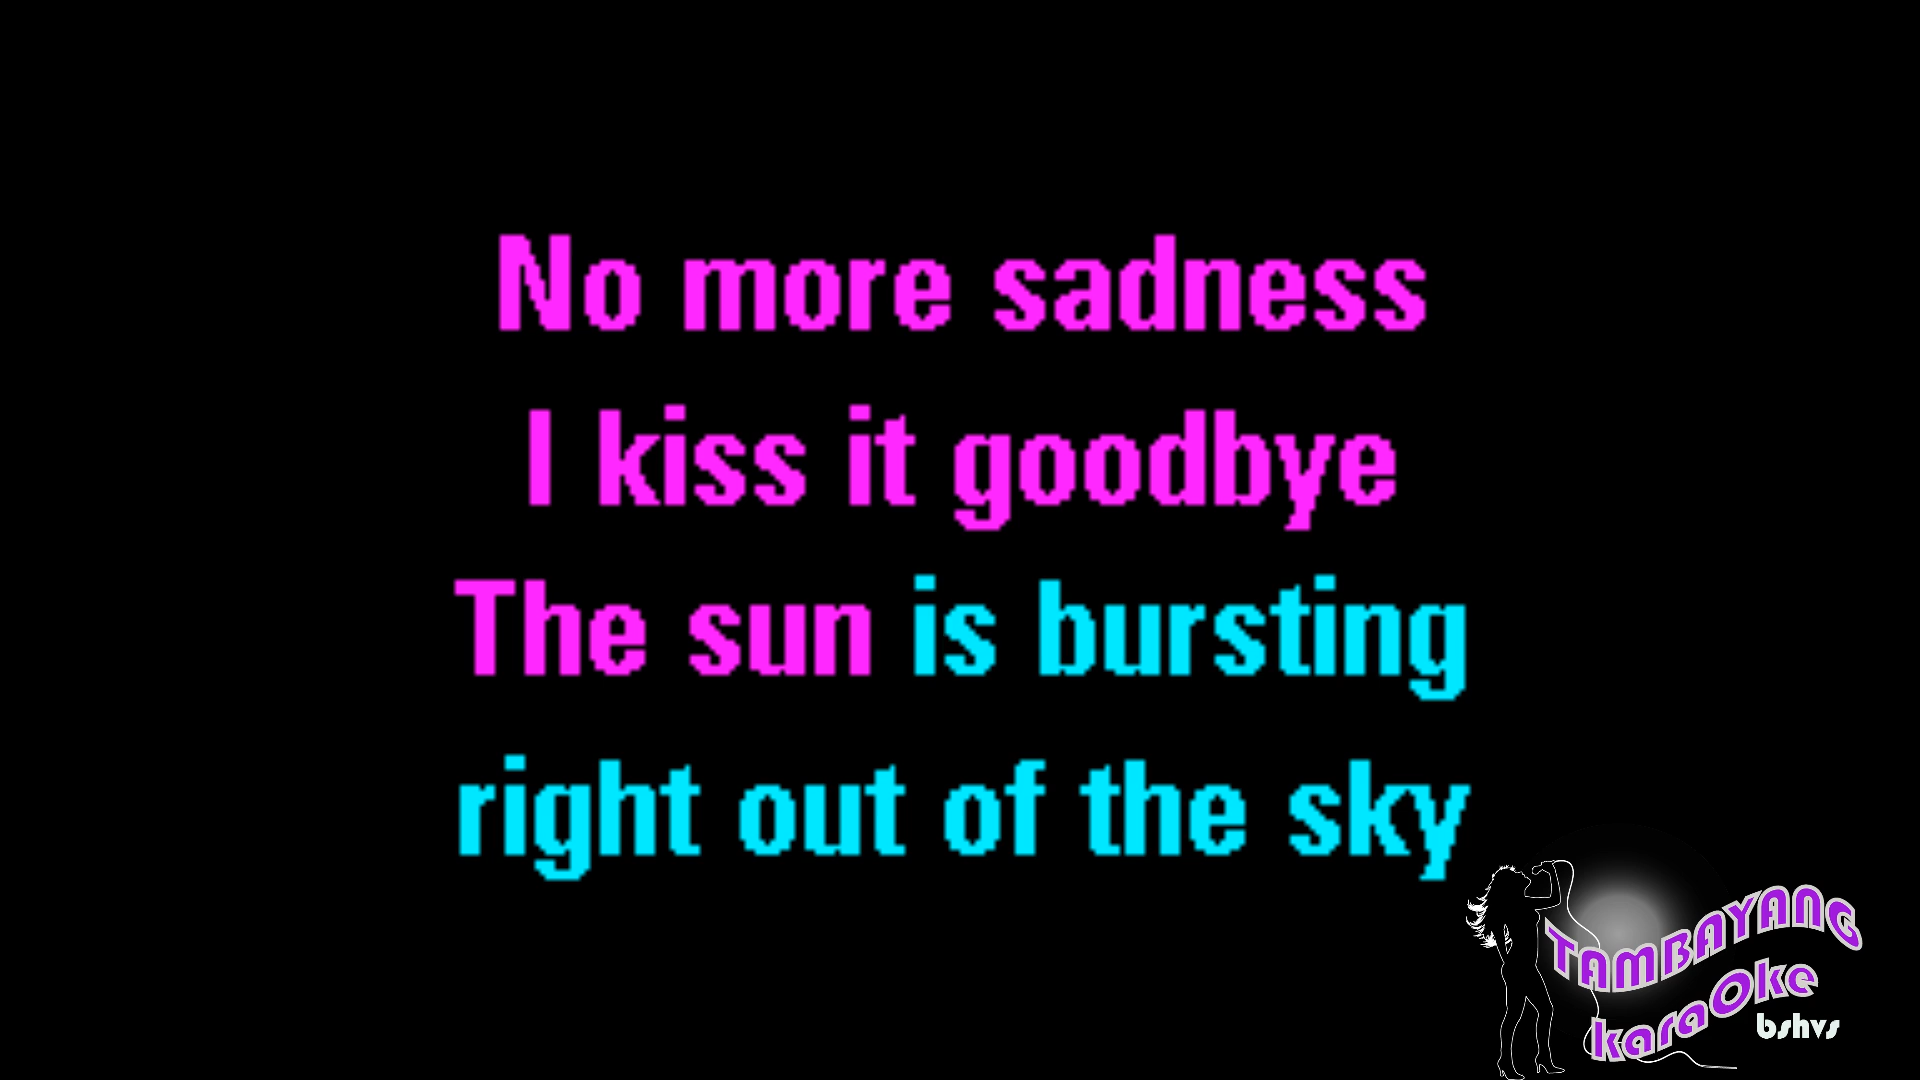 No more sadness
I kiss it goodbye
The sun is bursting
right out of the sky
TAMBAYANG
karaOke
bshvs